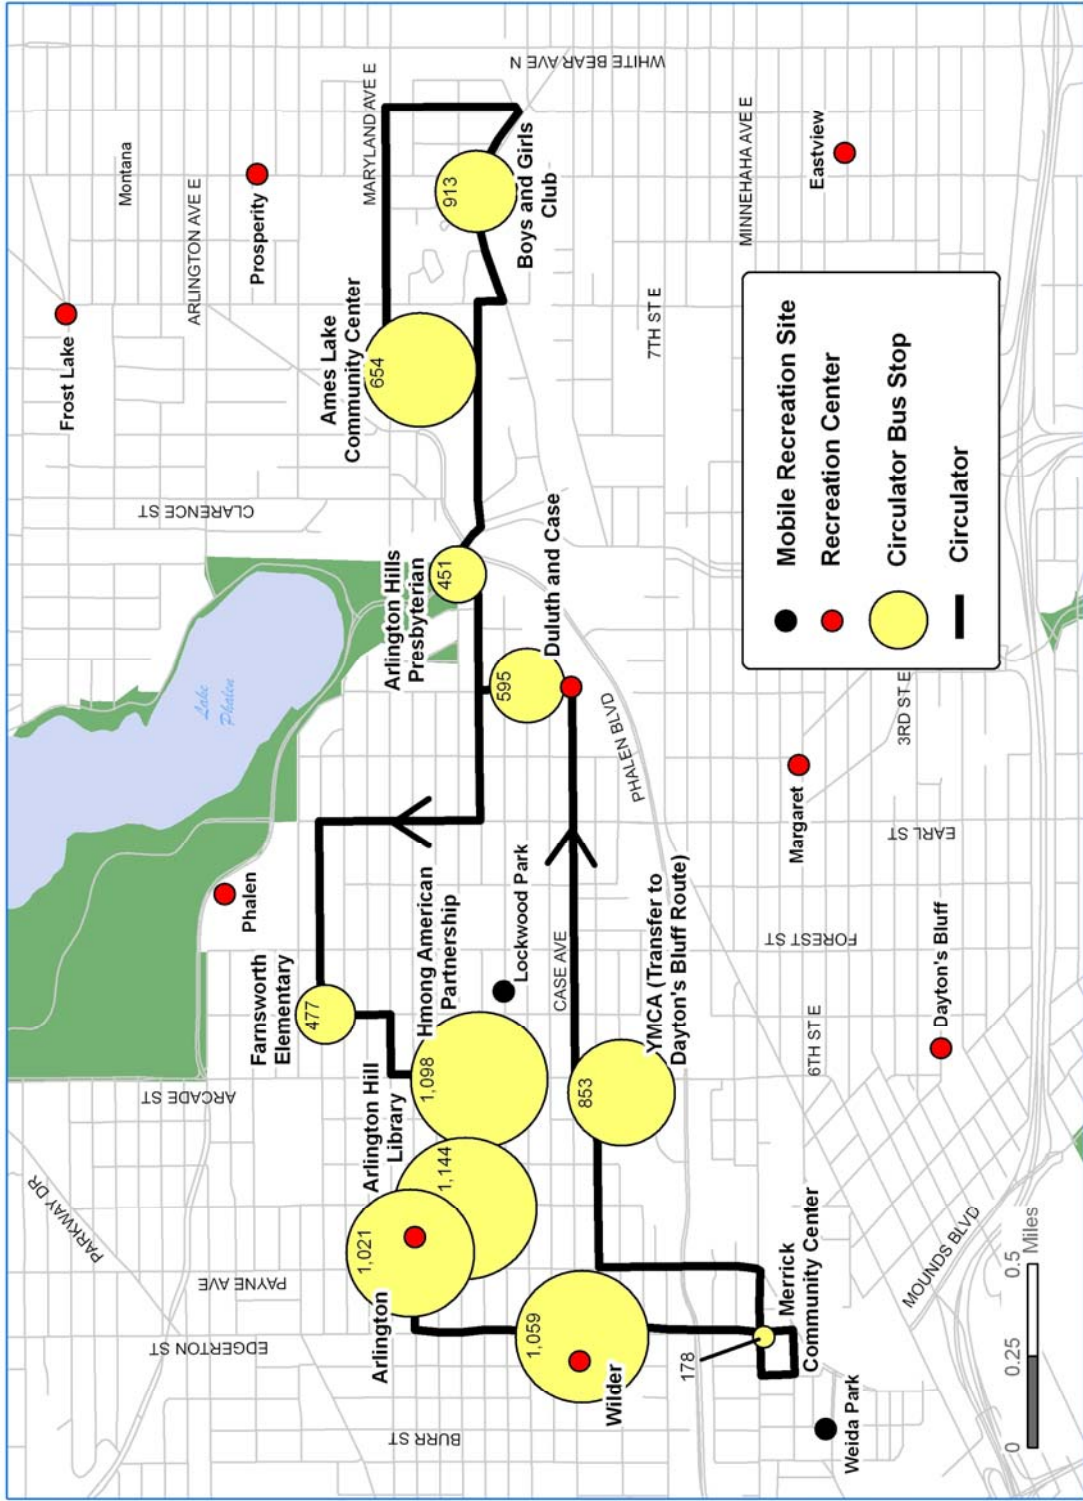 Frost Lake
Montana
ARLINGTON AVE E
Prosperity
MARYLAND AVE E
WHITE BEAR AVE N
Ames Lake
Community Center
654
913
Boys and Girls
Club
CLARENCE ST
Lake
Phalen
Arlington Hills
Presbyterian
451
595
Duluth and Case
7TH ST E
MINNEHAHA AVE E
Eastview
PHALEN BLVD
Phalen
Farnsworth
Elementary
477
Hmong American
Partnership
1,098
Lockwood Park
CASE AVE
YMCA (Transfer to
Dayton's Bluff Route)
853
Margaret
3RD ST E
EARL ST
FOREST ST
6TH ST E
Dayton's Bluff
PARKWAY DR
ARCADE ST
Arlington Hill
Library
1,144
1,021
Arlington
PAYNE AVE
EDGERTON ST
BURR ST
1,059
Wilder
178
Merrick
Community Center
Weida Park
MOUNDS BLVD
Mobile Recreation Site
Recreation Center
Circulator Bus Stop
Circulator
0 0.25 0.5
Miles